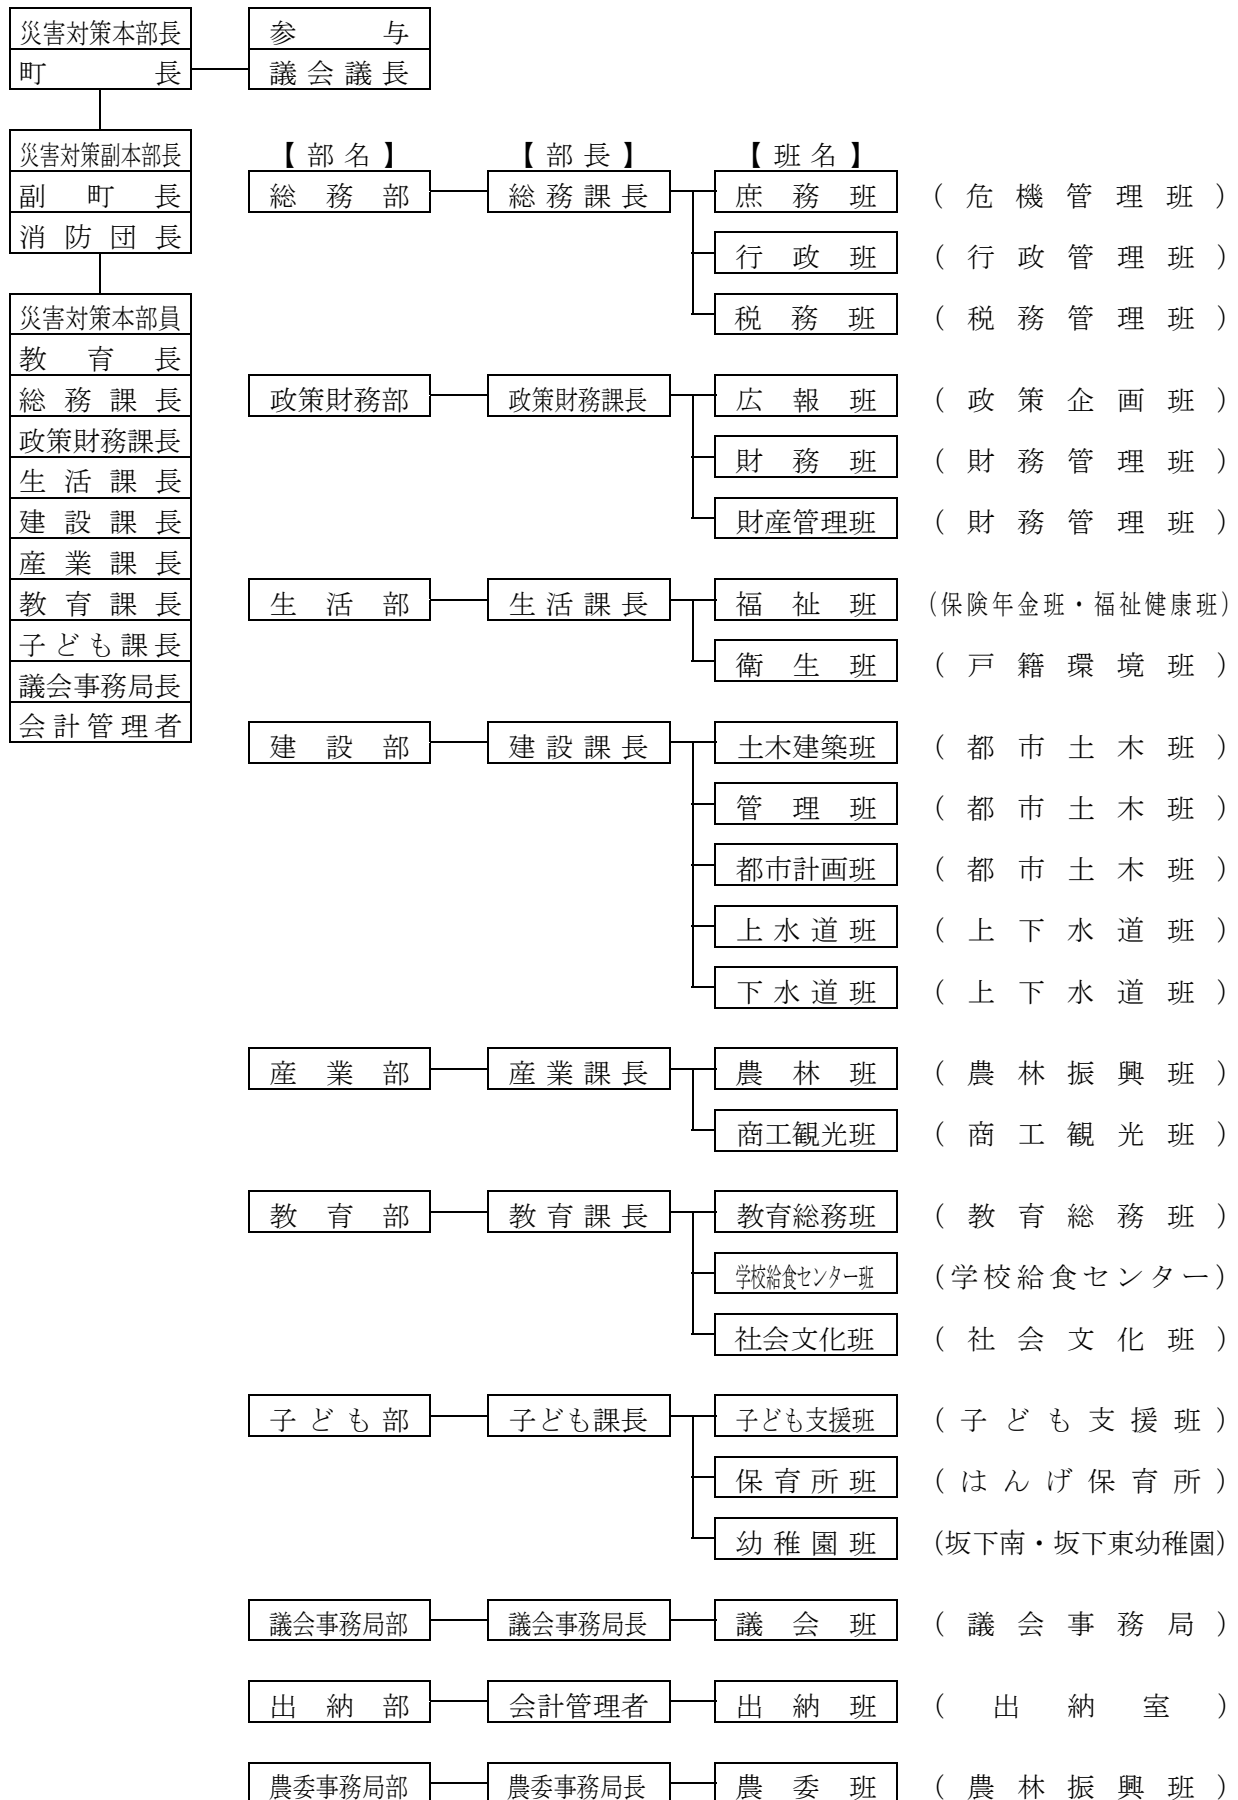 災害対策本部長 参与
町長 議会議長
災害対策副本部長 【部名】 【部長】 【班名】
副町長 総務部 総務課長 庶務班 (危機管理班)
消防団長
行政班 (行政管理班)
災害対策本部員 税務班 (税務管理班)
教育長
総務課長 政策財務部 政策財務課長 広報班 (政策企画班)
政策財務課長
生活課長 財務班 (財務管理班)
建設課長 財産管理班 (財務管理班)
産業課長
教育課長 生活部 生活課長 福祉班 (保険年金班・福祉健康班)
子ども課長
議会事務局長 衛生班 (戸籍環境班)
会計管理者
建設部 建設課長 土木建築班 (都市土木班)
管理班 (都市土木班)
都市計画班 (都市土木班)
上水道班 (上下水道班)
下水道班 (上下水道班)
産業部 産業課長 農林班 (農林振興班)
商工観光班 (商工観光班)
教育部 教育課長 教育総務班 (教育総務班)
学校給食センター班 (学校給食センター)
社会文化班 (社会文化班)
子ども部 子ども課長 子ども支援班 (子ども支援班)
保育所班 (はんげ保育所)
幼稚園班 (坂下南・坂下東幼稚園)
議会事務局部 議会事務局長 議会班 (議会事務局)
出納部 会計管理者 出納班 (出納室)
農委事務局部 農委事務局長 農委班 (農林振興班)